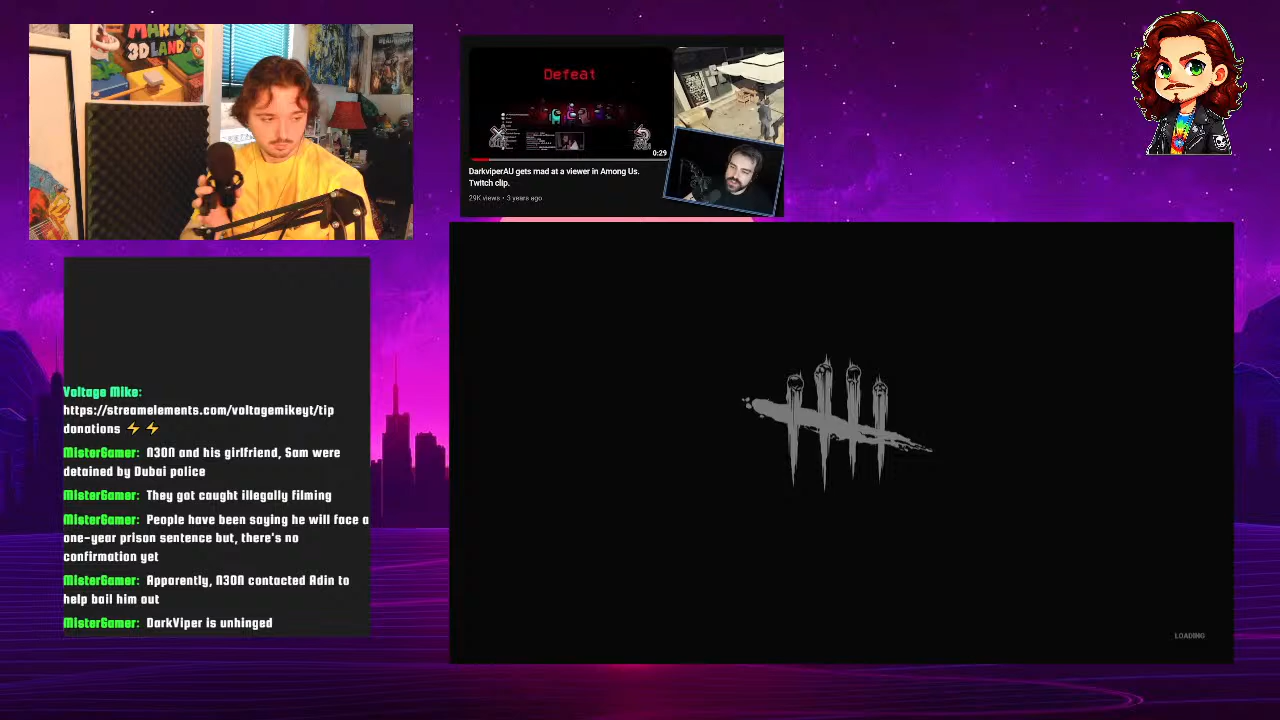 MARIO
3D LAND
Defeat
0:29
DarkviperAU gets mad at a viewer in Among Us.
Twitch clip.
29K views • 3 years ago
Voltage Mike:
https://streamelements.com/voltagemikeyt/tip
donations ⚡⚡
MisterGamer: N3ON and his girlfriend, Sam were
detained by Dubai police
MisterGamer: They got caught illegally filming
MisterGamer: People have been saying he will face a
one-year prison sentence but, there's no
confirmation yet
MisterGamer: Apparently, N3ON contacted Adin to
help bail him out
MisterGamer: DarkViper is unhinged
LOADING